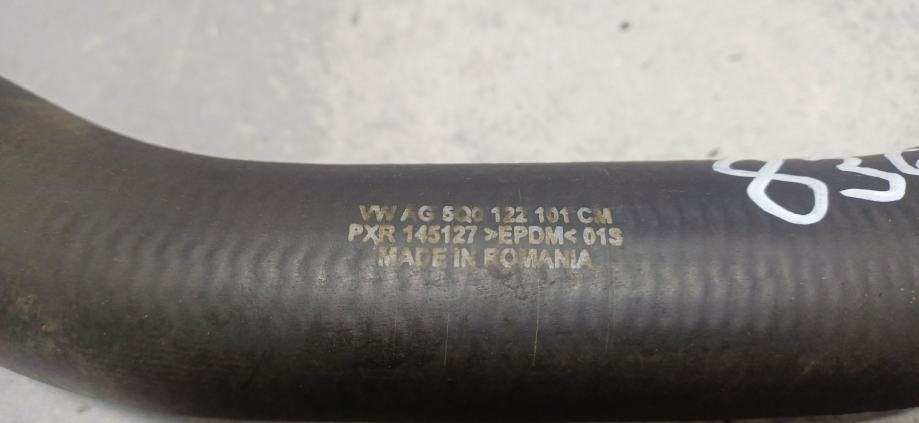 VW AG 5Q0 122 101 CM
PXR 145127 >EPDM< 01S
MADE IN ROMANIA